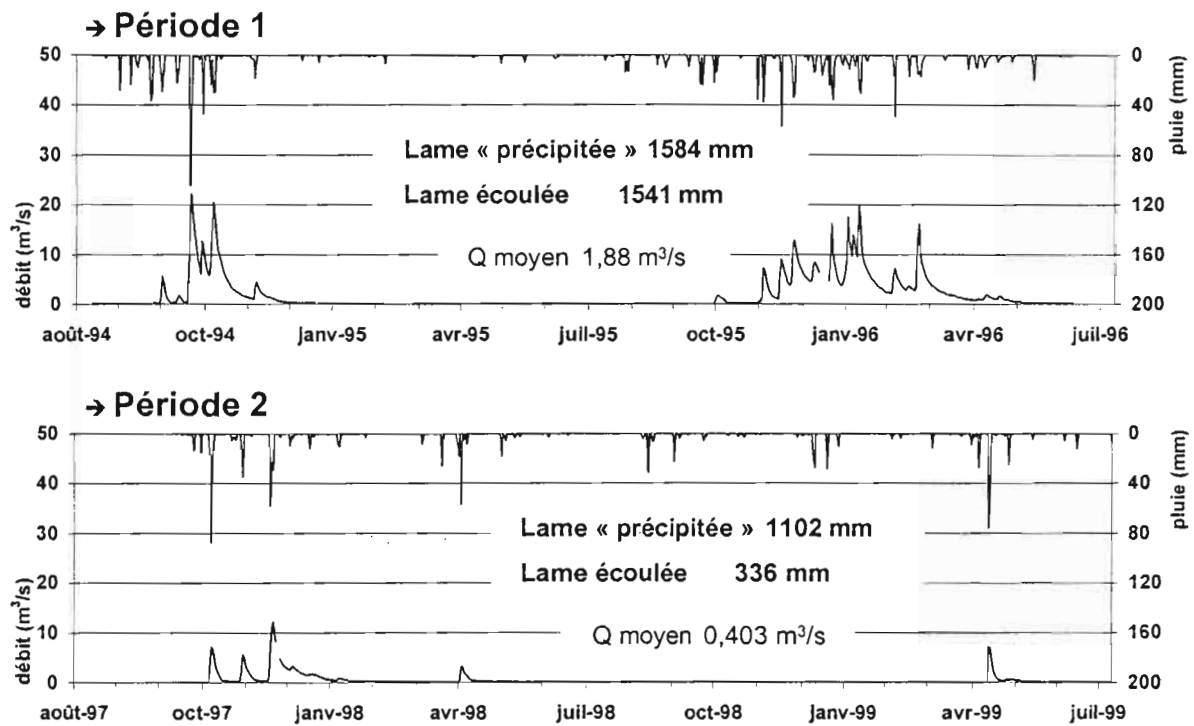 → Période 1
50
40
30
20
10
0
débit (m³/s)
0
40
80
120
160
200
pluie (mm)
Lame « précipitée » 1584 mm
Lame écoulée 1541 mm
Q moyen 1,88 m³/s
août-94 oct-94 janv-95 avr-95 juil-95 oct-95 janv-96 avr-96 juil-96
→ Période 2
50
40
30
20
10
0
débit (m³/s)
0
40
80
120
160
200
pluie (mm)
Lame « précipitée » 1102 mm
Lame écoulée 336 mm
Q moyen 0,403 m³/s
août-97 oct-97 janv-98 avr-98 juil-98 oct-98 janv-99 avr-99 juil-99